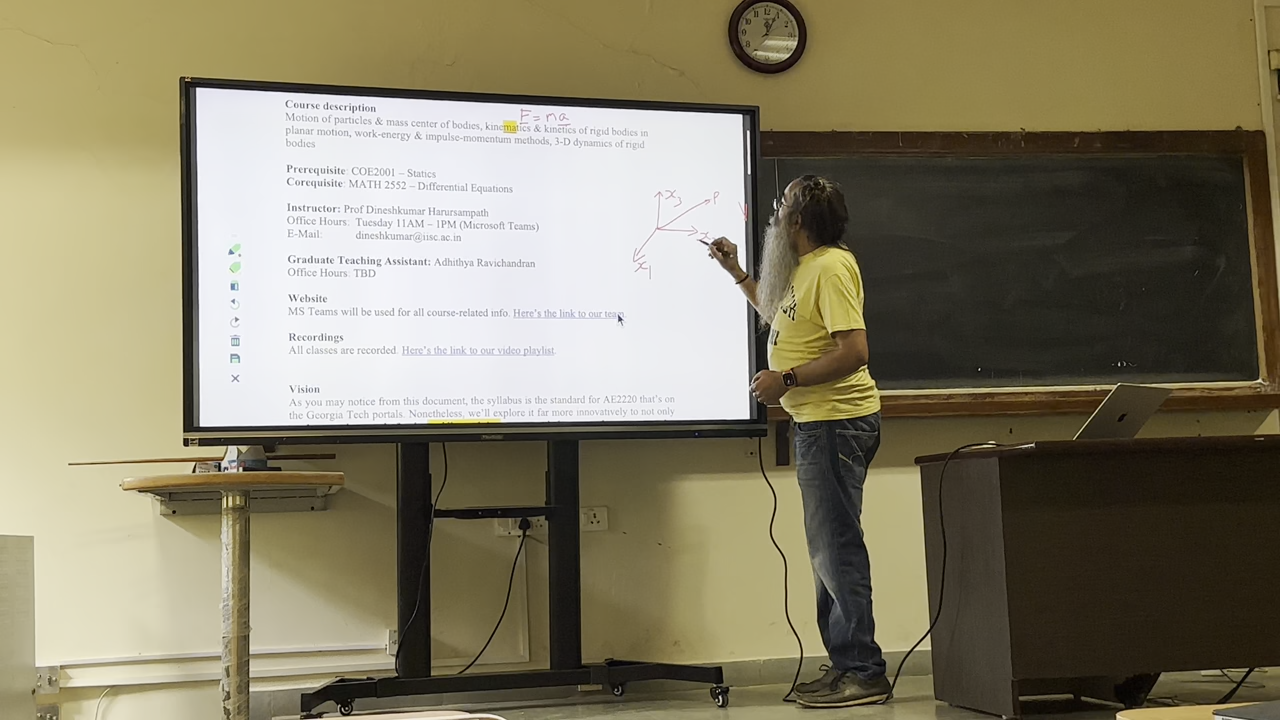 Course description
F = ma
Motion of particles & mass center of bodies, kinematics & kinetics of rigid bodies in
planar motion, work-energy & impulse-momentum methods, 3-D dynamics of rigid
bodies
Prerequisite: COE2001 – Statics
Corequisite: MATH 2552 – Differential Equations
x3
P
x1
Instructor: Prof Dineshkumar Harursampath
Office Hours: Tuesday 11AM – 1PM (Microsoft Teams)
E-Mail: dineshkumar@iisc.ac.in
Graduate Teaching Assistant: Adhithya Ravichandran
Office Hours: TBD
Website
MS Teams will be used for all course-related info. Here's the link to our team.
Recordings
All classes are recorded. Here's the link to our video playlist.
Vision
As you may notice from this document, the syllabus is the standard for AE2220 that's on
the Georgia Tech portals. Nonetheless, we'll explore it far more innovatively to not only